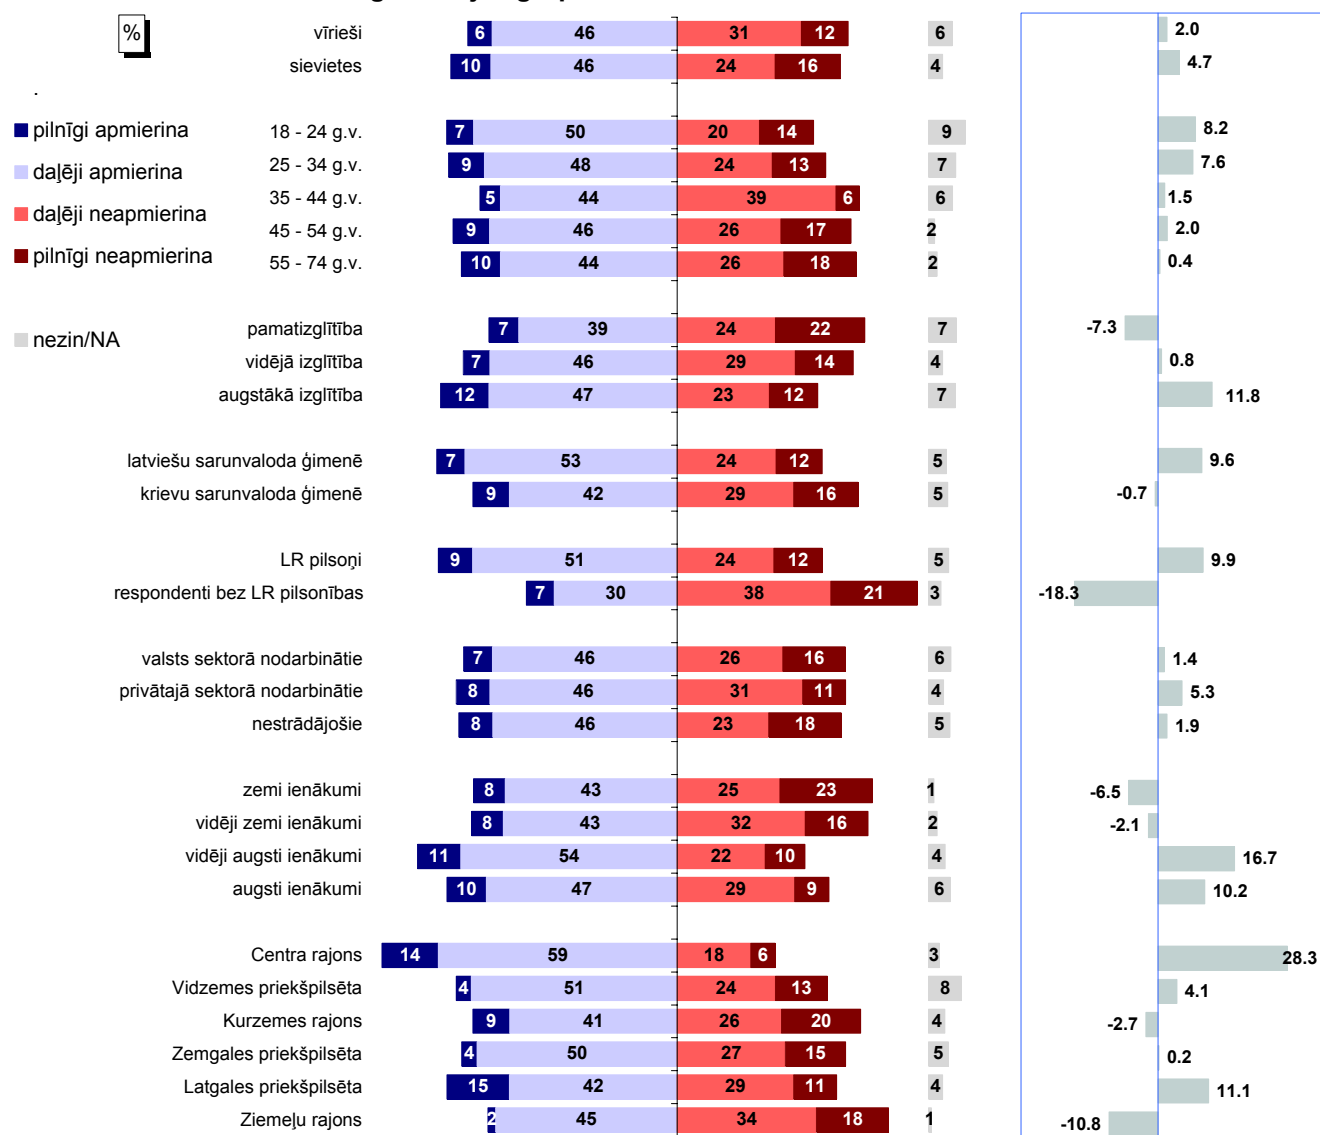 %
vīrieši 6 46 31 12 6 2.0
sievietes 10 46 24 16 4 4.7
.
pilnīgi apmierina
daļēji apmierina
daļēji neapmierina
pilnīgi neapmierina
nezin/NA
18 - 24 g.v. 7 50 20 14 9 8.2
25 - 34 g.v. 9 48 24 13 7 7.6
35 - 44 g.v. 5 44 39 6 6 1.5
45 - 54 g.v. 9 46 26 17 2 2.0
55 - 74 g.v. 10 44 26 18 2 0.4
pamatizglītība 7 39 24 22 7 -7.3
vidējā izglītība 7 46 29 14 4 0.8
augstākā izglītība 12 47 23 12 7 11.8
latviešu sarunvaloda ģimenē 7 53 24 12 5 9.6
krievu sarunvaloda ģimenē 9 42 29 16 5 -0.7
LR pilsoņi 9 51 24 12 5 9.9
respondenti bez LR pilsonības 7 30 38 21 3 -18.3
valsts sektorā nodarbinātie 7 46 26 16 6 1.4
privātajā sektorā nodarbinātie 8 46 31 11 4 5.3
nestrādājošie 8 46 23 18 5 1.9
zemi ienākumi 8 43 25 23 1 -6.5
vidēji zemi ienākumi 8 43 32 16 2 -2.1
vidēji augsti ienākumi 11 54 22 10 4 16.7
augsti ienākumi 10 47 29 9 6 10.2
Centra rajons 14 59 18 6 3 28.3
Vidzemes priekšpilsēta 4 51 24 13 8 4.1
Kurzemes rajons 9 41 26 20 4 -2.7
Zemgales priekšpilsēta 4 50 27 15 5 0.2
Latgales priekšpilsēta 15 42 29 11 4 11.1
Ziemeļu rajons 2 45 34 18 1 -10.8